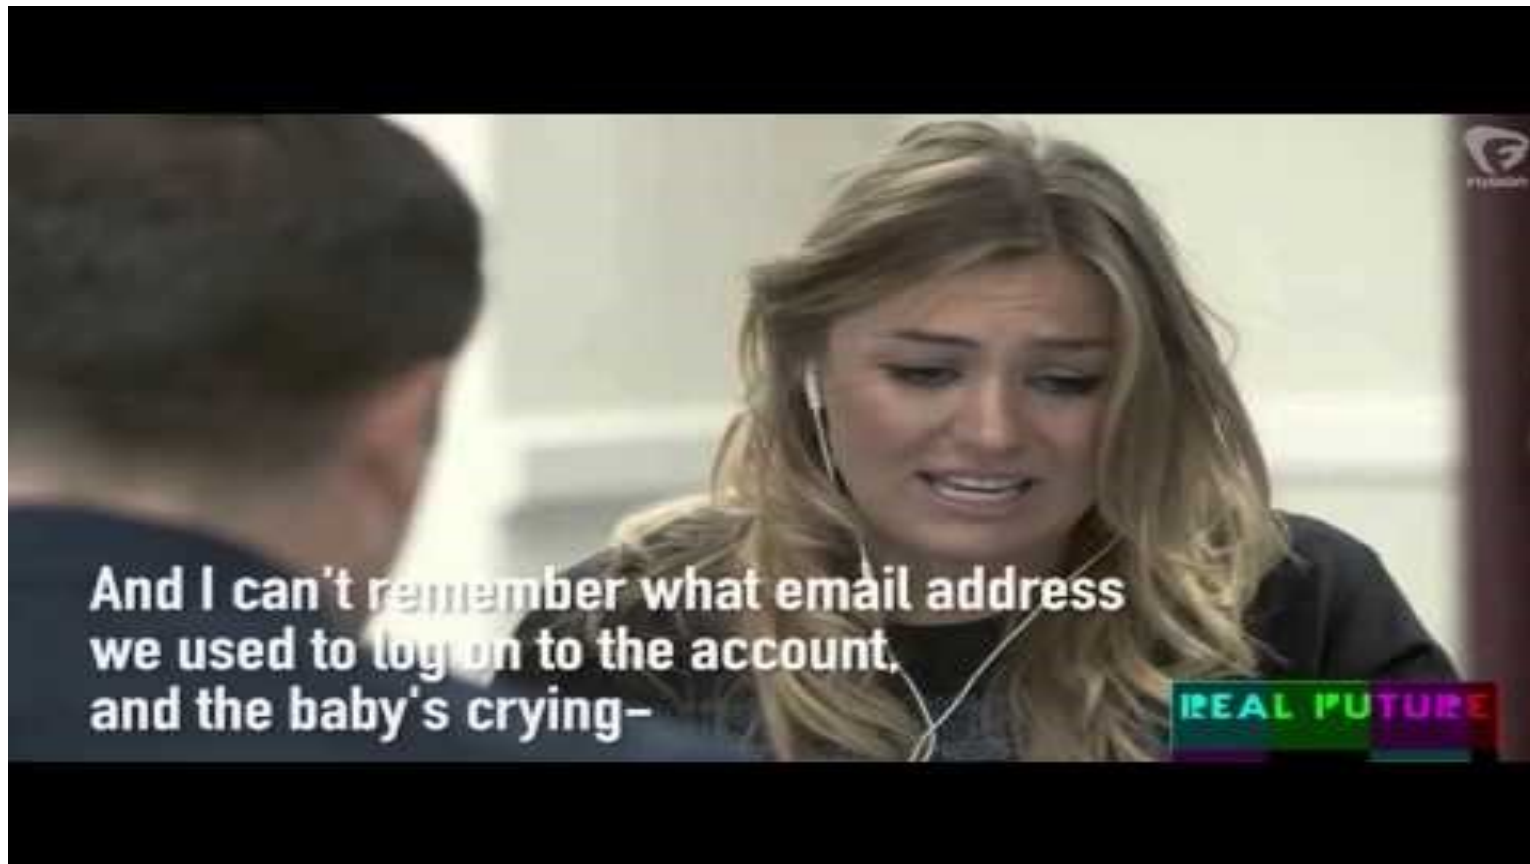 And I can't remember what email address
we used to log on to the account,
and the baby's crying–
REAL FUTURE